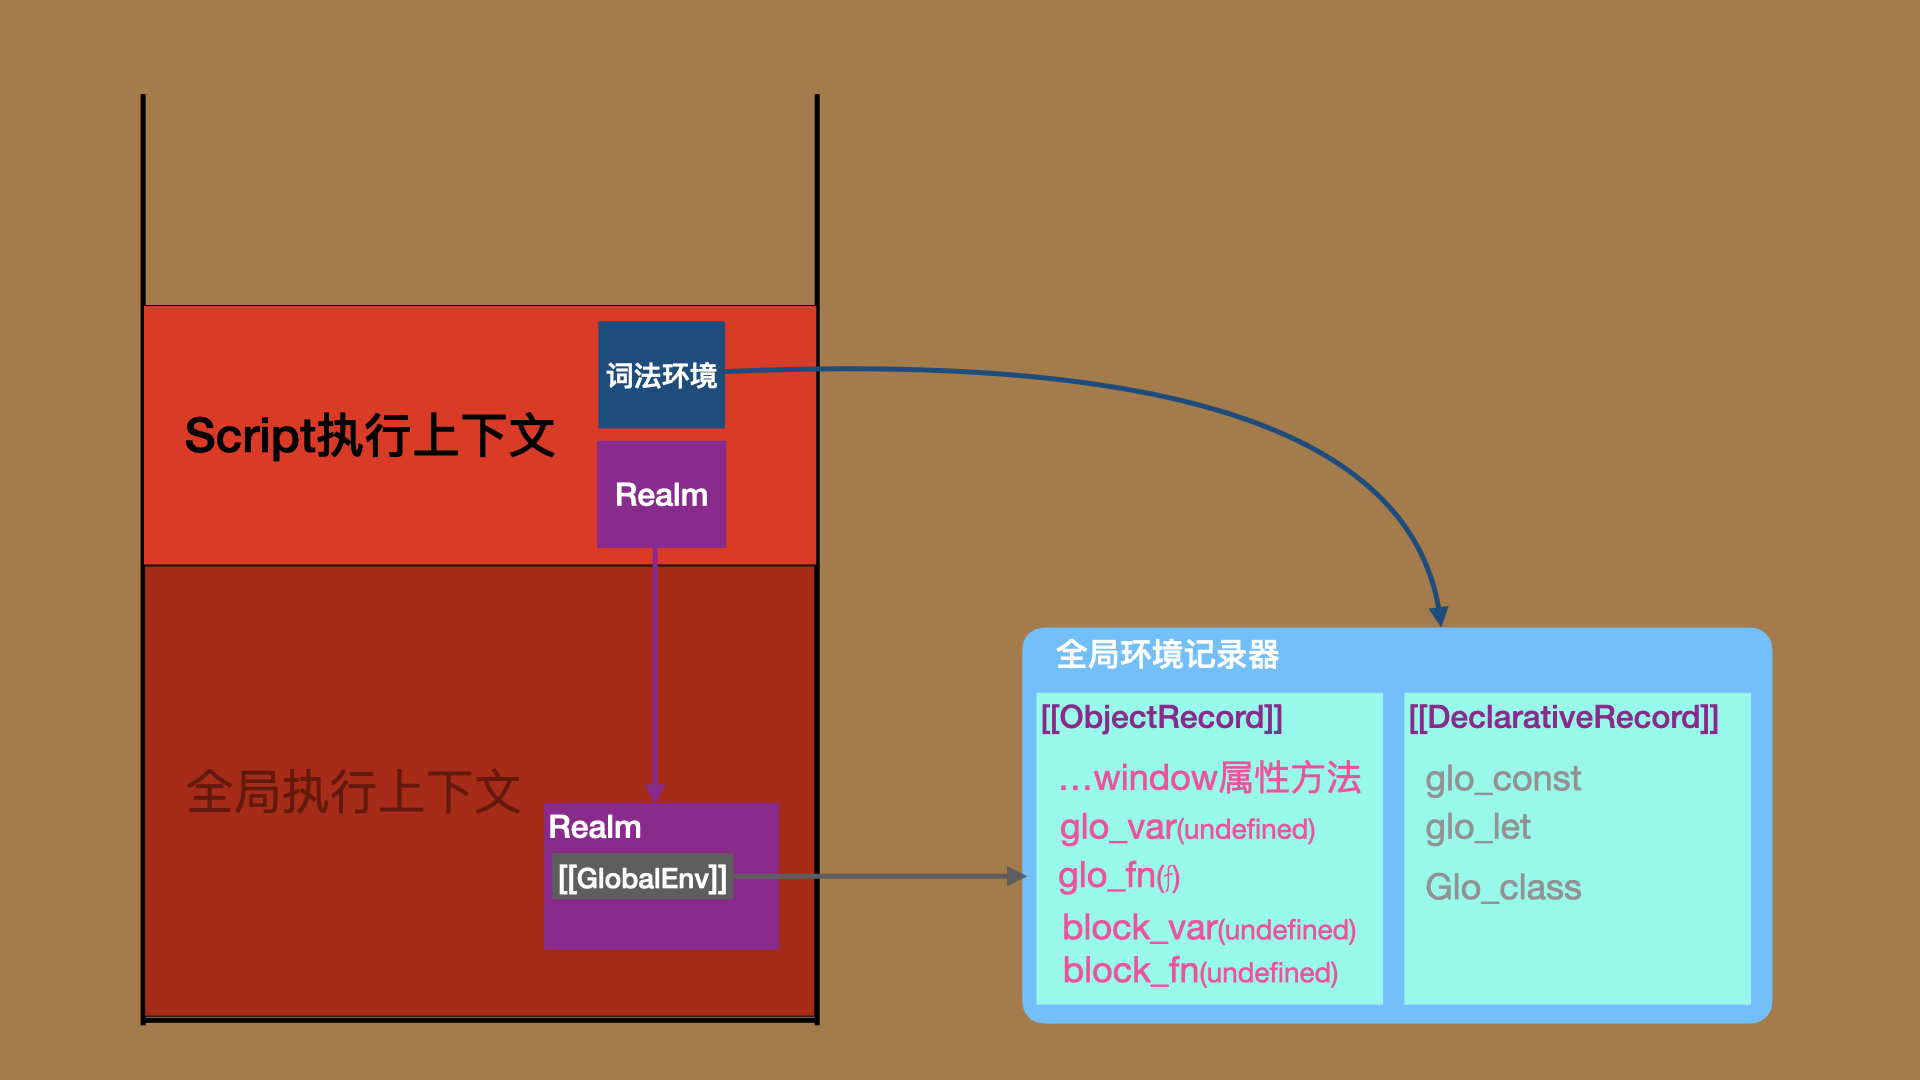 词法环境
Script执行上下文
Realm
全局执行上下文
Realm
[[GlobalEnv]]
全局环境记录器
[[ObjectRecord]]
...window属性方法
glo_var(undefined)
glo_fn(ƒ)
block_var(undefined)
block_fn(undefined)
[[DeclarativeRecord]]
glo_const
glo_let
Glo_class